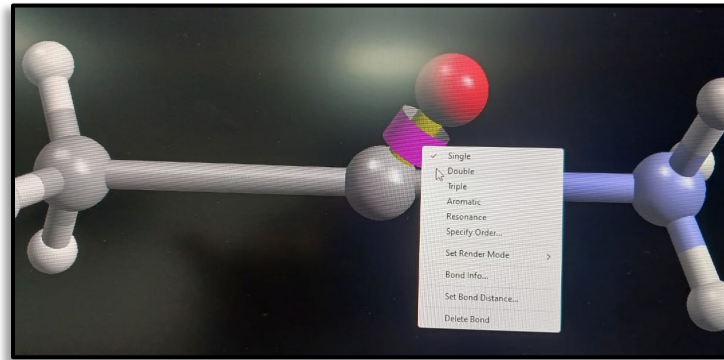 Single
Double
Triple
Aromatic
Resonance
Specify Order...
Set Render Mode
Bond Info...
Set Bond Distance...
Delete Bond